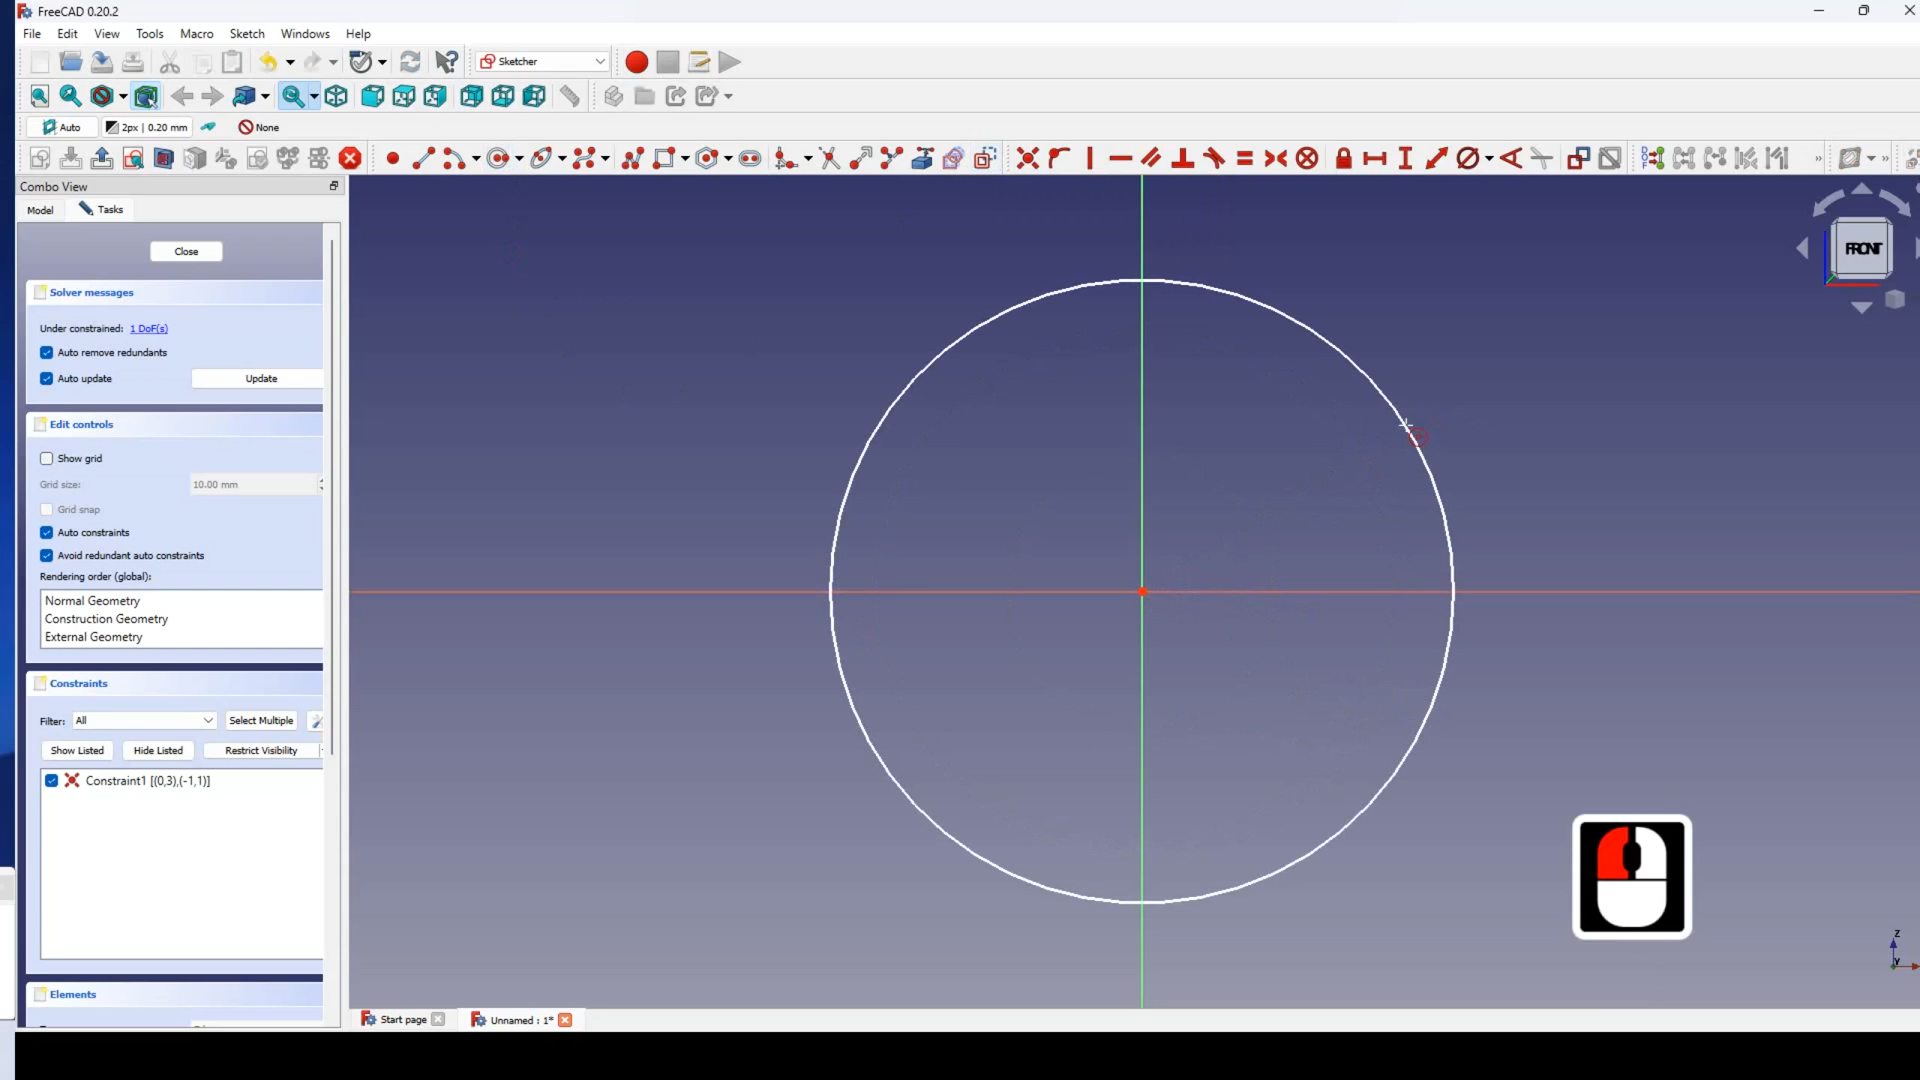 FreeCAD 0.20.2
File Edit View Tools Macro Sketch Windows Help
Sketcher
Auto 2px | 0.20 mm None
Combo View
Model Tasks
Close
Solver messages
Under constrained: 1 DoF(s)
Auto remove redundants
Auto update Update
Edit controls
Show grid
Grid size: 10.00 mm
Grid snap
Auto constraints
Avoid redundant auto constraints
Rendering order (global):
Normal Geometry
Construction Geometry
External Geometry
Constraints
Filter: All Select Multiple
Show Listed Hide Listed Restrict Visibility
Constraint1 [(0,3),(-1,1)]
Elements
FRONT
Z
Y
Start page Unnamed : 1*